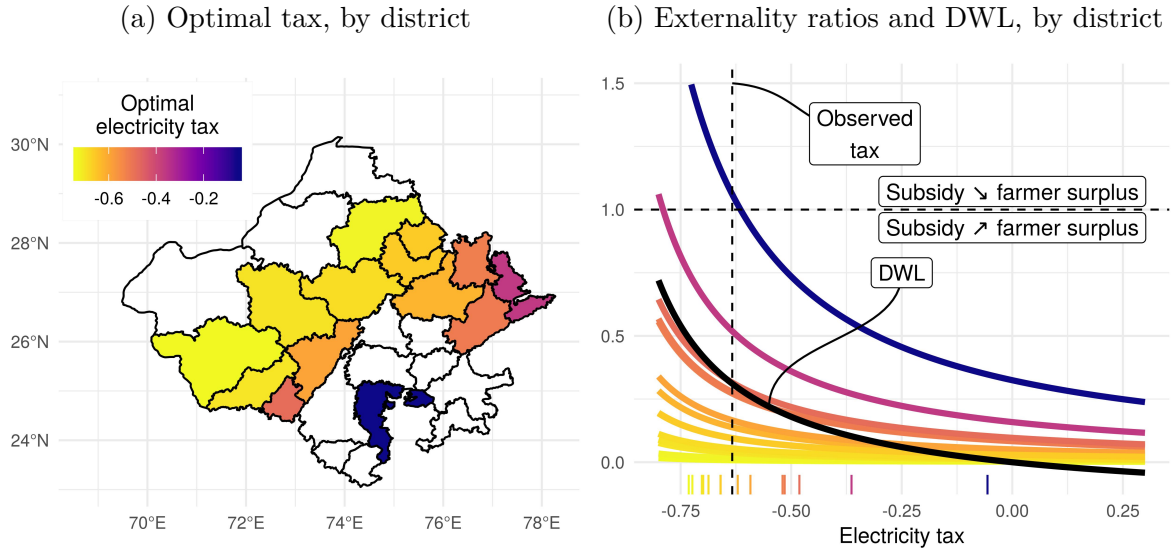 (a) Optimal tax, by district
(b) Externality ratios and DWL, by district
Optimal
electricity tax
-0.6 -0.4 -0.2
30°N
28°N
26°N
24°N
70°E 72°E 74°E 76°E 78°E
1.5
1.0
0.5
0.0
Observed
tax
Subsidy ↘ farmer surplus
Subsidy ↗ farmer surplus
DWL
-0.75 -0.50 -0.25 0.00 0.25
Electricity tax